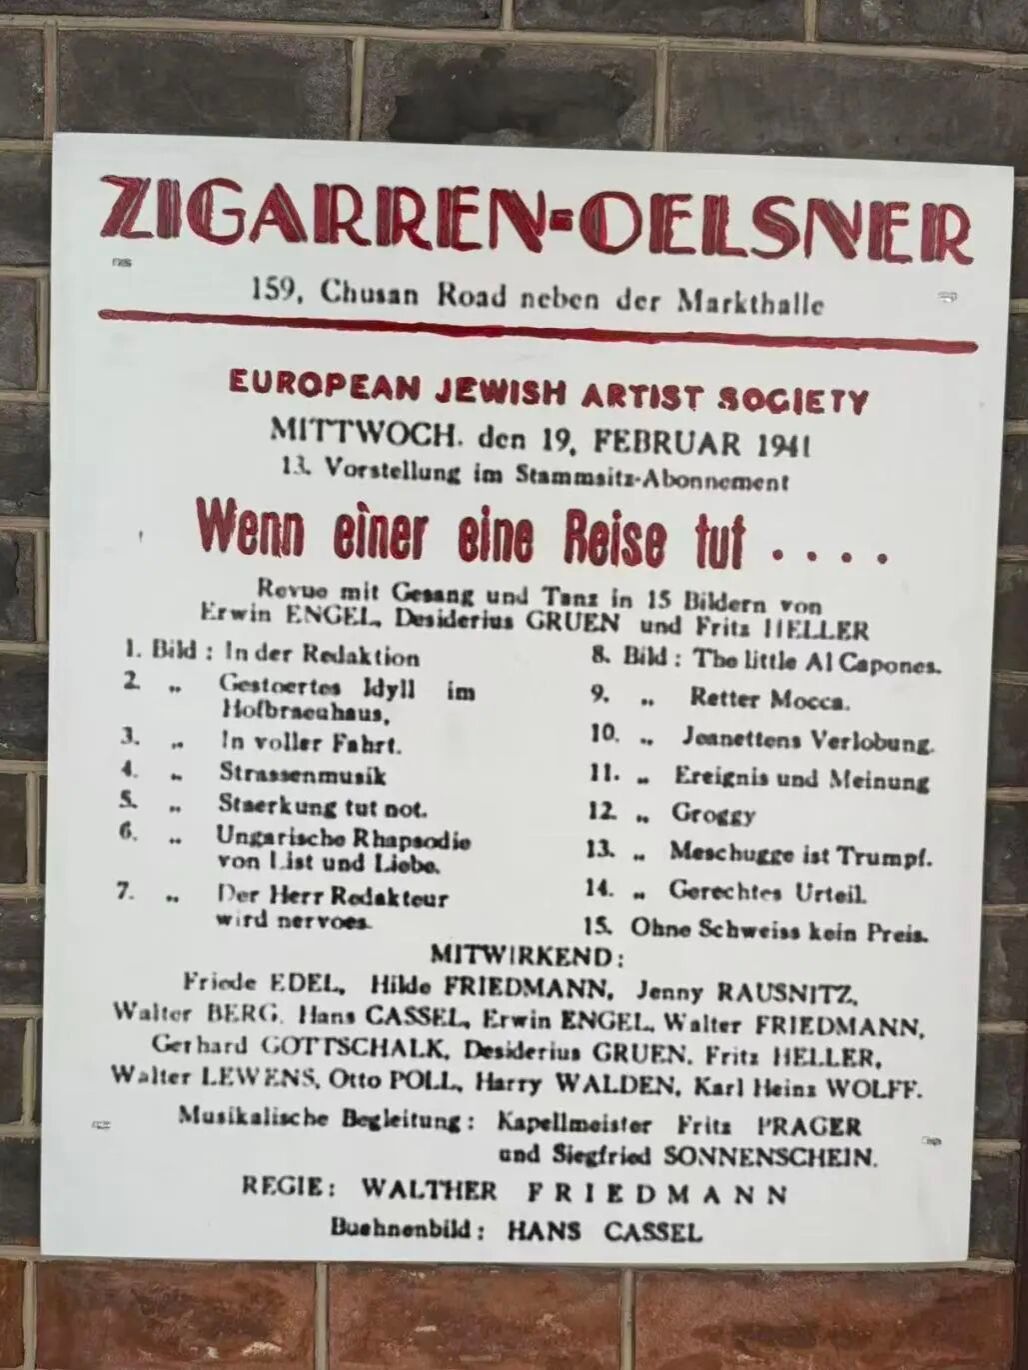 ZIGARREN-OELSNER
159, Chusan Road neben der Markthalle
EUROPEAN JEWISH ARTIST SOCIETY
MITTWOCH. den 19. FEBRUAR 1941
13. Vorstellung im Stammsitz-Abonnement
Wenn einer eine Reise tut ....
Revue mit Gesang und Tanz in 15 Bildern von
Erwin ENGEL, Desiderius GRUEN und Fritz HELLER
1. Bild : In der Redaktion
2. „ Gestoertes Idyll im
Hofbraeuhaus,
3. „ In voller Fahrt.
4. „ Strassenmusik
5. „ Staerkung tut not.
6. „ Ungarische Rhapsodie
von List und Liebe.
7. „ Der Herr Redakteur
wird nervoes.
8. Bild : The little Al Capones.
9. „ Retter Mocca.
10. „ Jeanettens Verlobung.
11. „ Ereignis und Meinung
12. „ Groggy
13. „ Meschugge ist Trumpf.
14. „ Gerechtes Urteil.
15. Ohne Schweiss kein Preis.
MITWIRKEND:
Friede EDEL, Hilde FRIEDMANN, Jenny RAUSNITZ,
Walter BERG, Hans CASSEL, Erwin ENGEL, Walter FRIEDMANN,
Gerhard GOTTSCHALK, Desiderius GRUEN, Fritz HELLER,
Walter LEWENS, Otto POLL, Harry WALDEN, Karl Heinz WOLFF.
Musikalische Begleitung : Kapellmeister Fritz PRAGER
und Siegfried SONNENSCHEIN.
REGIE: WALTHER FRIEDMANN
Buehnenbild : HANS CASSEL